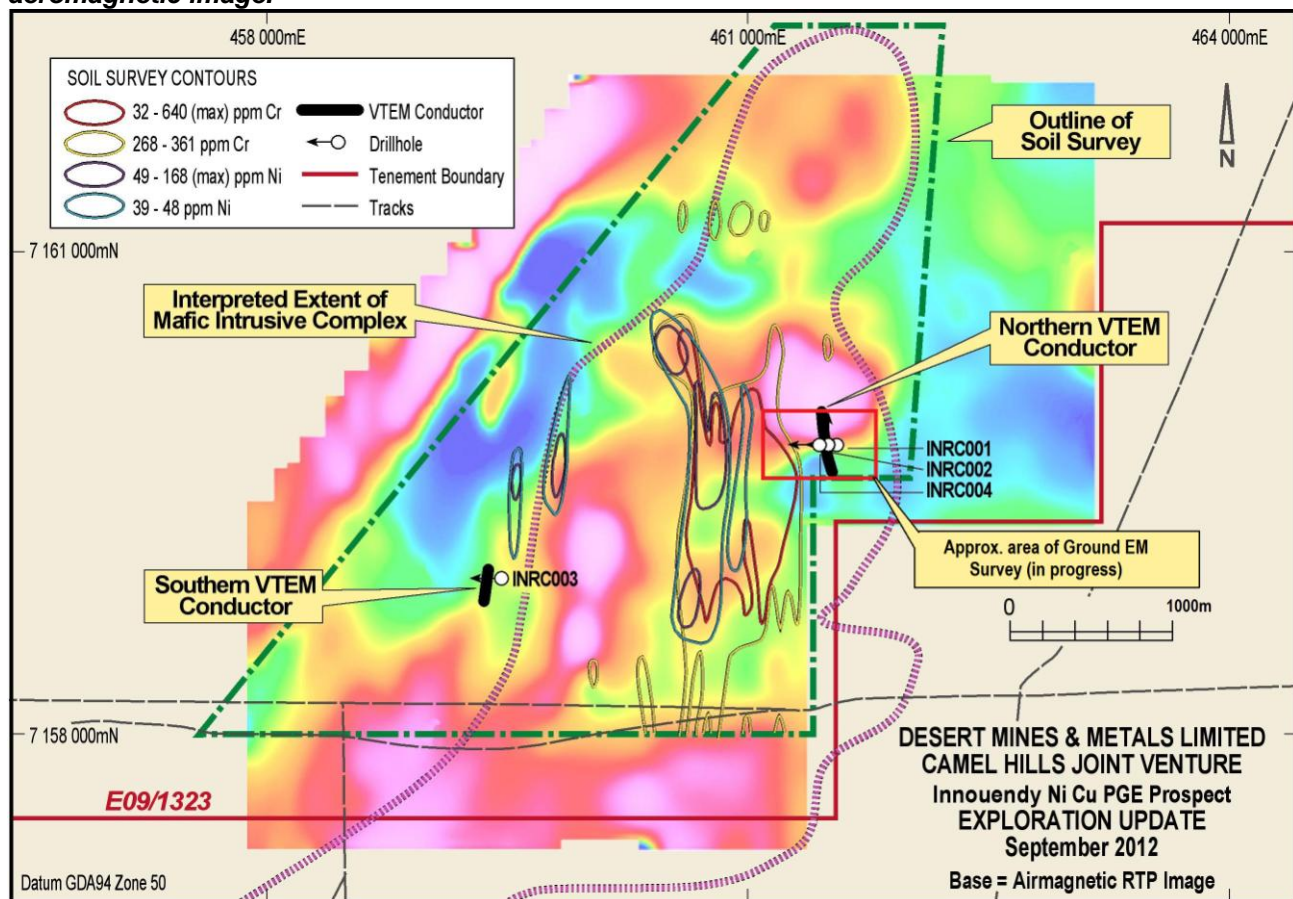 aeromagnetic image.
458 000mE
461 000mE
464 000mE
SOIL SURVEY CONTOURS
32 - 640 (max) ppm Cr
268 - 361 ppm Cr
49 - 168 (max) ppm Ni
39 - 48 ppm Ni
VTEM Conductor
Drillhole
Tenement Boundary
Tracks
Outline of
Soil Survey
N
7 161 000mN
Interpreted Extent of
Mafic Intrusive Complex
Northern VTEM
Conductor
INRC001
INRC002
INRC004
Approx. area of Ground EM
Survey (in progress)
INRC003
Southern VTEM
Conductor
0
1000m
7 158 000mN
DESERT MINES & METALS LIMITED
CAMEL HILLS JOINT VENTURE
Innouendy Ni Cu PGE Prospect
EXPLORATION UPDATE
September 2012
Base = Airmagnetic RTP Image
E09/1323
Datum GDA94 Zone 50